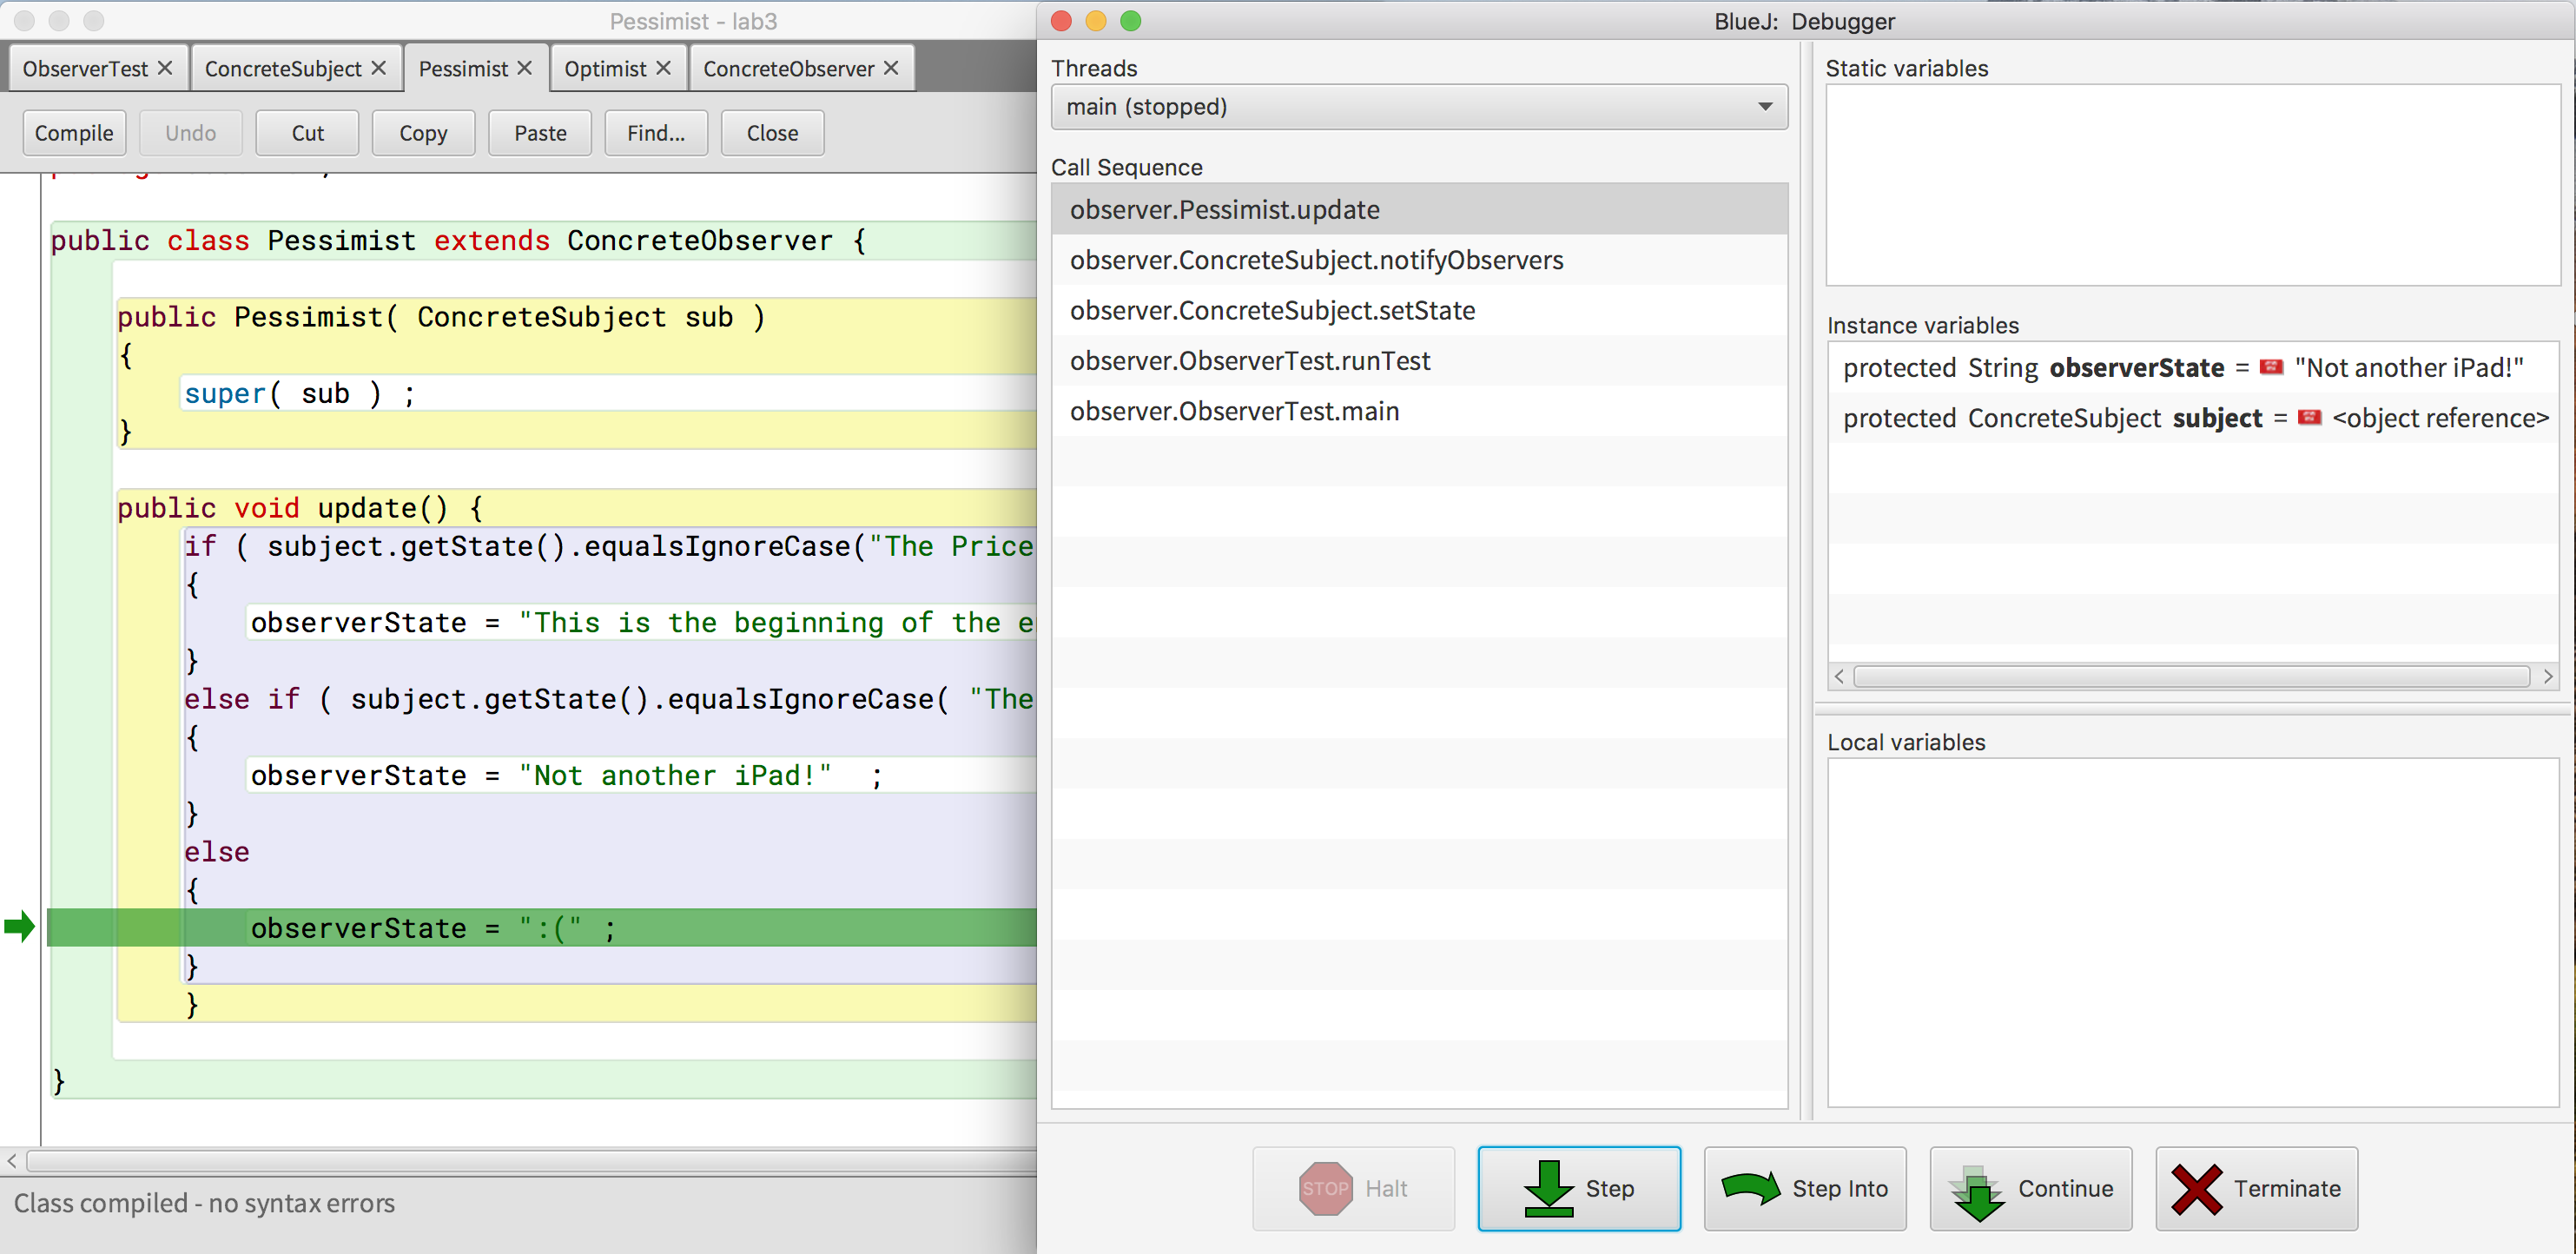 Pessimist - lab3
ObserverTest
ConcreteSubject
Pessimist
Optimist
ConcreteObserver
Compile
Undo
Cut
Copy
Paste
Find...
Close
public class Pessimist extends ConcreteObserver {
public Pessimist( ConcreteSubject sub )
{
super( sub ) ;
}
public void update() {
if ( subject.getState().equalsIgnoreCase("The Price
{
observerState = "This is the beginning of the
}
else if ( subject.getState().equalsIgnoreCase( "The
{
observerState = "Not another iPad!"  ;
}
else
{
observerState = ":(" ;
}
}
}
Class compiled - no syntax errors
BlueJ:  Debugger
Threads
main (stopped)
Call Sequence
observer.Pessimist.update
observer.ConcreteSubject.notifyObservers
observer.ConcreteSubject.setState
observer.ObserverTest.runTest
observer.ObserverTest.main
Static variables
Instance variables
protected String observerState = "Not another iPad!"
protected ConcreteSubject subject = <object reference>
Local variables
STOP Halt
Step
Step Into
Continue
Terminate